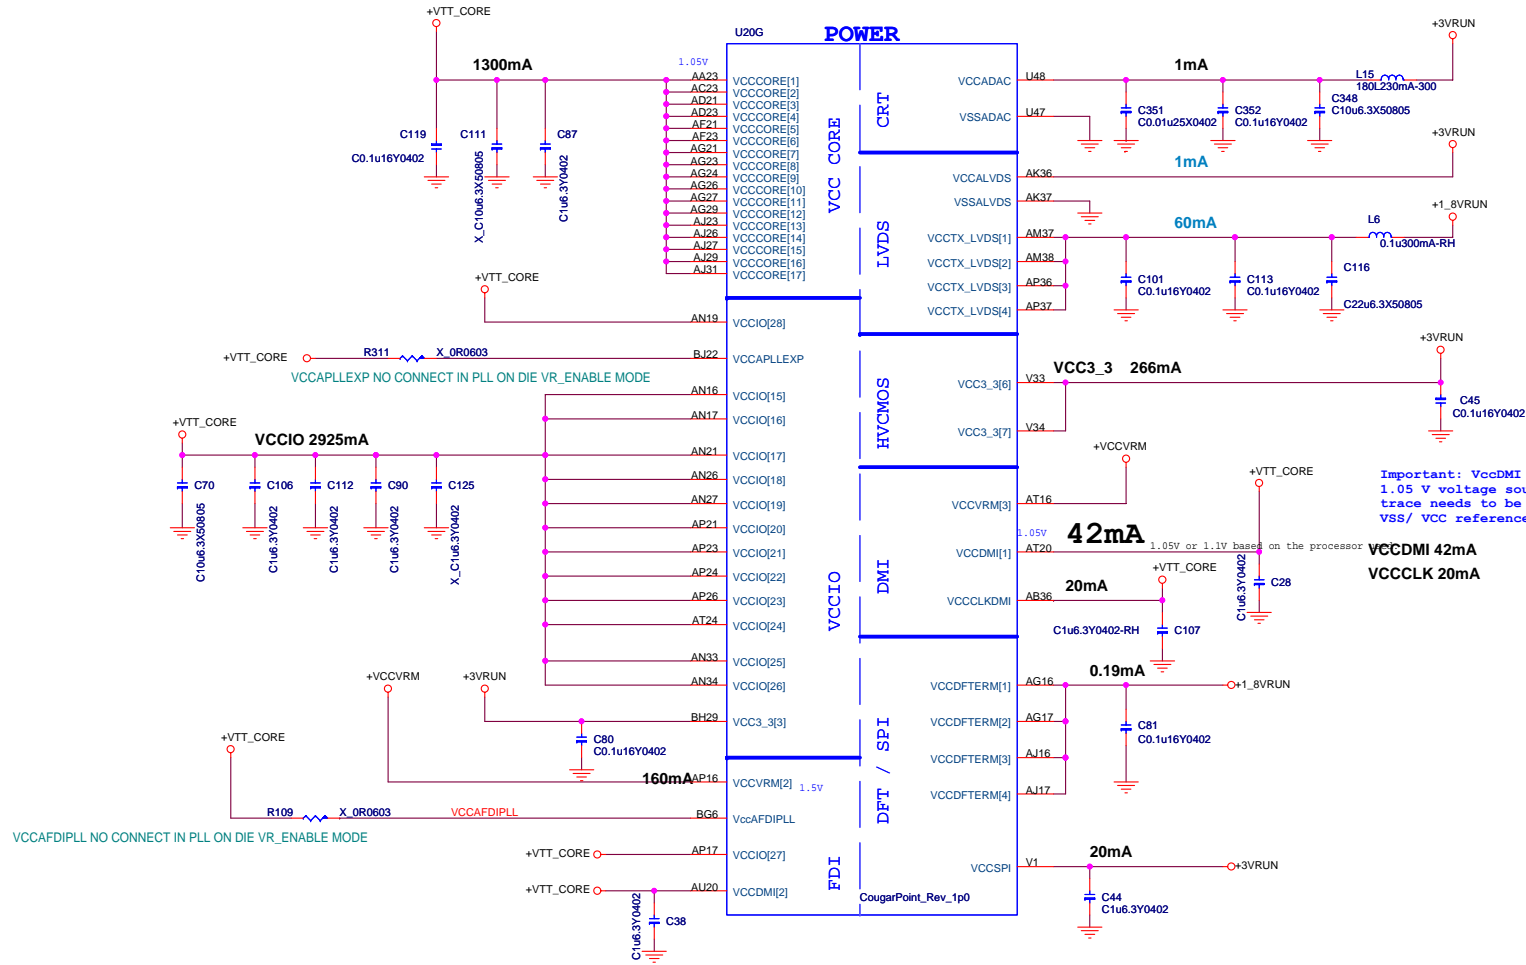 +VTT_CORE
U20G
POWER
+3VRUN
1300mA
1.05V
1mA
L15
180L230mA-300
AA23
AC23
AD21
AD23
AF21
AF23
AG21
AG23
AG24
AG26
AG27
AG29
AJ23
AJ26
AJ27
AJ29
AJ31
VCCCORE[1]
VCCCORE[2]
VCCCORE[3]
VCCCORE[4]
VCCCORE[5]
VCCCORE[6]
VCCCORE[7]
VCCCORE[8]
VCCCORE[9]
VCCCORE[10]
VCCCORE[11]
VCCCORE[12]
VCCCORE[13]
VCCCORE[14]
VCCCORE[15]
VCCCORE[16]
VCCCORE[17]
VCC CORE
CRT
VCCADAC
U48
VSSADAC
U47
C351
C0.01u25X0402
C352
C0.1u16Y0402
C348
C10u6.3X50805
C119
C0.1u16Y0402
C111
X_C10u6.3X50805
C87
C1u6.3Y0402
+3VRUN
1mA
VCCALVDS
AK36
VSSALVDS
AK37
LVDS
60mA
+1_8VRUN
L6
0.1u300mA-RH
VCCTX_LVDS[1]
AM37
VCCTX_LVDS[2]
AM38
VCCTX_LVDS[3]
AP36
VCCTX_LVDS[4]
AP37
C101
C0.1u16Y0402
C113
C0.1u16Y0402
C116
C22u6.3X50805
+VTT_CORE
AN19
VCCIO[28]
+VTT_CORE
R311
X_0R0603
BJ22
VCCAPLLEXP
VCCAPLLEXP NO CONNECT IN PLL ON DIE VR_ENABLE MODE
+3VRUN
VCC3_3
266mA
HVCMOS
VCC3_3[6]
V33
VCC3_3[7]
V34
C45
C0.1u16Y0402
AN16
VCCIO[15]
AN17
VCCIO[16]
AN21
VCCIO[17]
AN26
VCCIO[18]
AN27
VCCIO[19]
AP21
VCCIO[20]
AP23
VCCIO[21]
AP24
VCCIO[22]
AP26
VCCIO[23]
AT24
VCCIO[24]
AN33
VCCIO[25]
AN34
VCCIO[26]
VCCIO
+VTT_CORE
VCCIO 2925mA
C70
C10u6.3X50805
C106
C1u6.3Y0402
C112
C1u6.3Y0402
C90
C1u6.3Y0402
C125
X_C1u6.3Y0402
+VCCVRM
VCCVRM[3]
AT16
DMI
1.05V
42mA
1.05V or 1.1V based on the processor
VCCDMI[1]
AT20
+VTT_CORE
Important: VccDMI
1.05 V voltage
trace needs to be
VSS/ VCC
VCCDMI 42mA
VCCCLK 20mA
C28
C1u6.3Y0402
20mA
+VTT_CORE
VCCCLKDMI
AB36
C1u6.3Y0402-RH
C107
+VCCVRM
+3VRUN
BH29
VCC3_3[3]
C80
C0.1u16Y0402
0.19mA
+1_8VRUN
VCCDFTERM[1]
AG16
VCCDFTERM[2]
AG17
VCCDFTERM[3]
AJ16
VCCDFTERM[4]
AJ17
C81
C0.1u16Y0402
DFT / SPI
+VTT_CORE
160mA
AP16
VCCVRM[2]
1.5V
R109
X_0R0603
VCCAFDIPLL
BG6
VccAFDIPLL
VCCAFDIPLL NO CONNECT IN PLL ON DIE VR_ENABLE MODE
+VTT_CORE
AP17
VCCIO[27]
+VTT_CORE
AU20
VCCDMI[2]
FDI
C38
C1u6.3Y0402
20mA
VCCSPI
V1
+3VRUN
C44
C1u6.3Y0402
CougarPoint_Rev_1p0